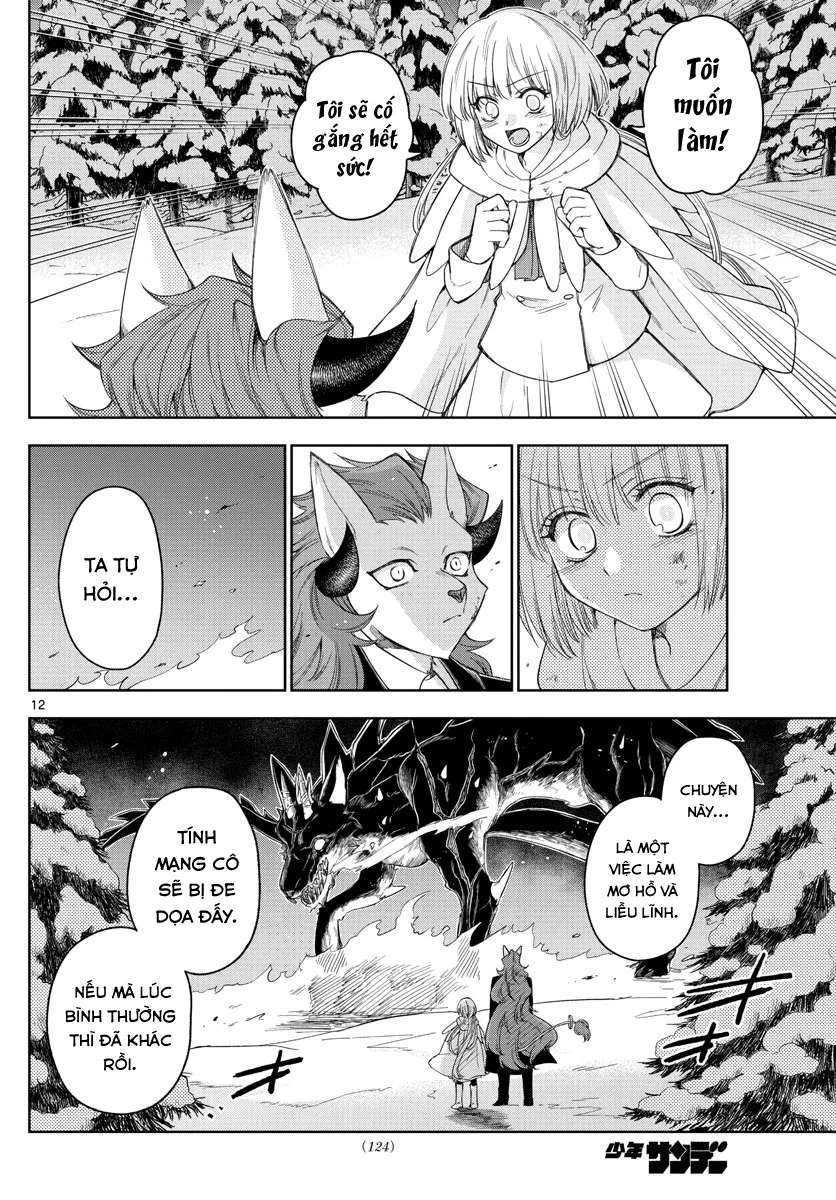 Tôi
muốn
làm!
Tôi sẽ cố
gắng hết
sức!
TA TỰ
HỎI...
12
CHUYỆN
NÀY...
LÀ MỘT
VIỆC LÀM
MƠ HỒ VÀ
LIỀU LĨNH.
TÍNH
MẠNG CÔ
SẼ BỊ ĐE
DỌA ĐẤY.
NẾU MÀ LÚC
BÌNH THƯỜNG
THÌ ĐÃ KHÁC
RỒI.
(124)
少年サンデー